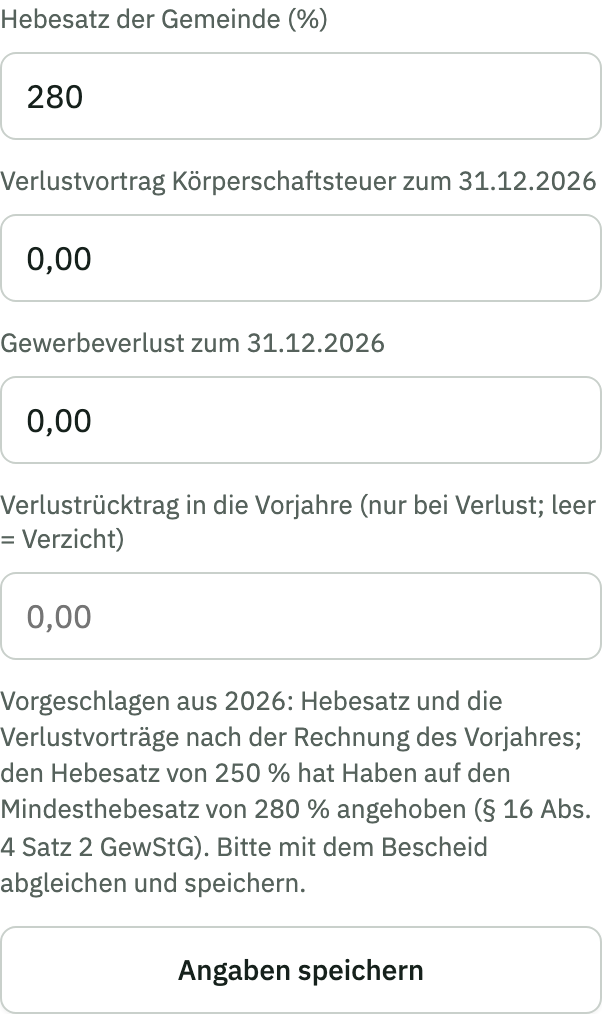 Hebesatz der Gemeinde (%)
280
Verlustvortrag Körperschaftsteuer zum 31.12.2026
0,00
Gewerbeverlust zum 31.12.2026
0,00
Verlustrücktrag in die Vorjahre (nur bei Verlust; leer
= Verzicht)
0,00
Vorgeschlagen aus 2026: Hebesatz und die
Verlustvorträge nach der Rechnung des Vorjahres;
den Hebesatz von 250 % hat Haben auf den
Mindesthebesatz von 280 % angehoben (§ 16 Abs.
4 Satz 2 GewStG). Bitte mit dem Bescheid
abgleichen und speichern.
Angaben speichern